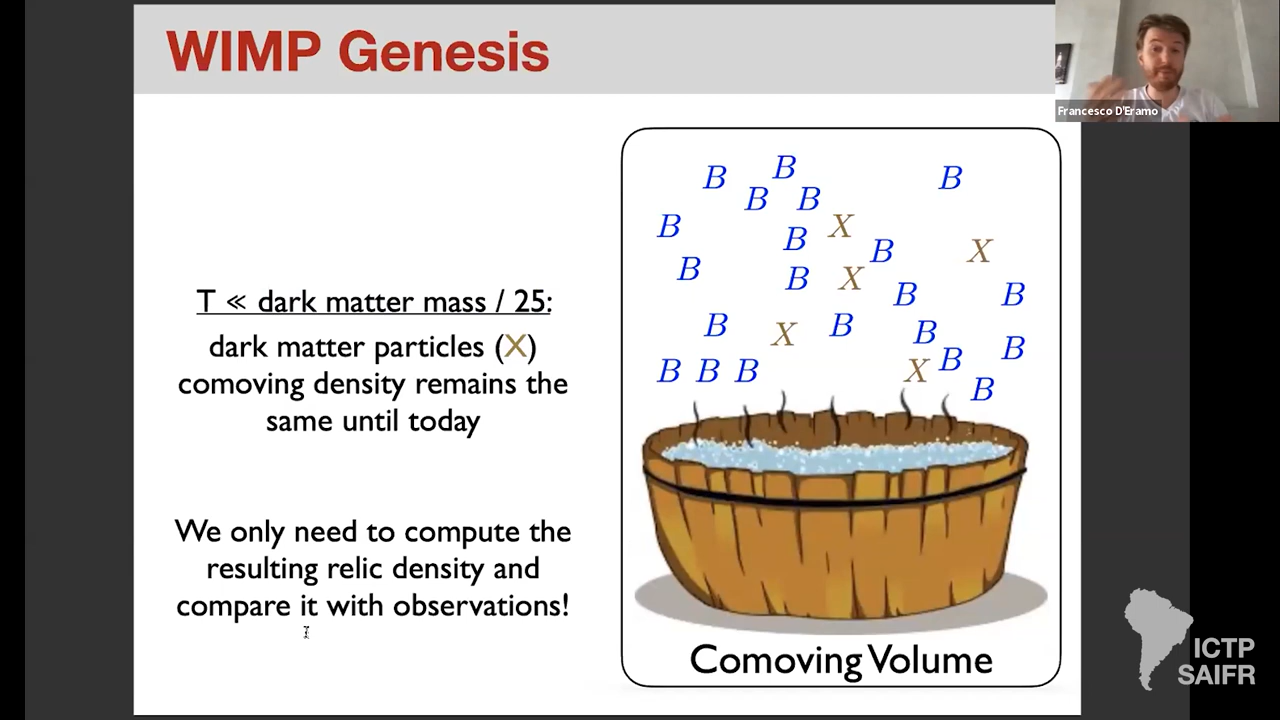 WIMP Genesis
Francesco D'Eramo
T ≪ dark matter mass / 25:
dark matter particles (X)
comoving density remains the
same until today
We only need to compute the
resulting relic density and
compare it with observations!
B B B
B B
B X
B B X
B B X B B
B X B B B
B B B X B
B
Comoving Volume
ICTP
SAIFR